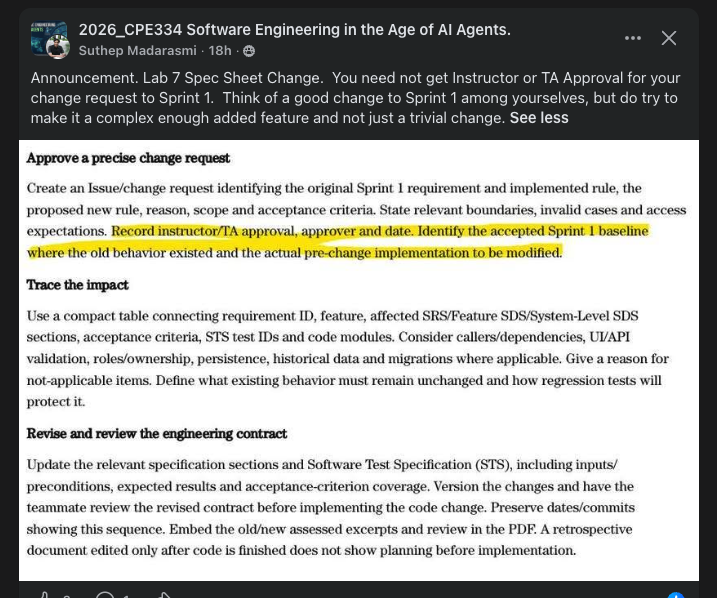 2026_CPE334 Software Engineering in the Age of AI Agents.
Suthep Madarasmi · 18h ·
Announcement. Lab 7 Spec Sheet Change.  You need not get Instructor or TA Approval for your
change request to Sprint 1.  Think of a good change to Sprint 1 among yourselves, but do try to
make it a complex enough added feature and not just a trivial change. See less
Approve a precise change request
Create an Issue/change request identifying the original Sprint 1 requirement and implemented rule, the
proposed new rule, reason, scope and acceptance criteria. State relevant boundaries, invalid cases and access
expectations. Record instructor/TA approval, approver and date. Identify the accepted Sprint 1 baseline
where the old behavior existed and the actual pre-change implementation to be modified.
Trace the impact
Use a compact table connecting requirement ID, feature, affected SRS/Feature SDS/System-Level SDS
sections, acceptance criteria, STS test IDs and code modules. Consider callers/dependencies, UI/API
validation, roles/ownership, persistence, historical data and migrations where applicable. Give a reason for
not-applicable items. Define what existing behavior must remain unchanged and how regression tests will
protect it.
Revise and review the engineering contract
Update the relevant specification sections and Software Test Specification (STS), including inputs/
preconditions, expected results and acceptance-criterion coverage. Version the changes and have the
teammate review the revised contract before implementing the code change. Preserve dates/commits
showing this sequence. Embed the old/new assessed excerpts and review in the PDF. A retrospective
document edited only after code is finished does not show planning before implementation.